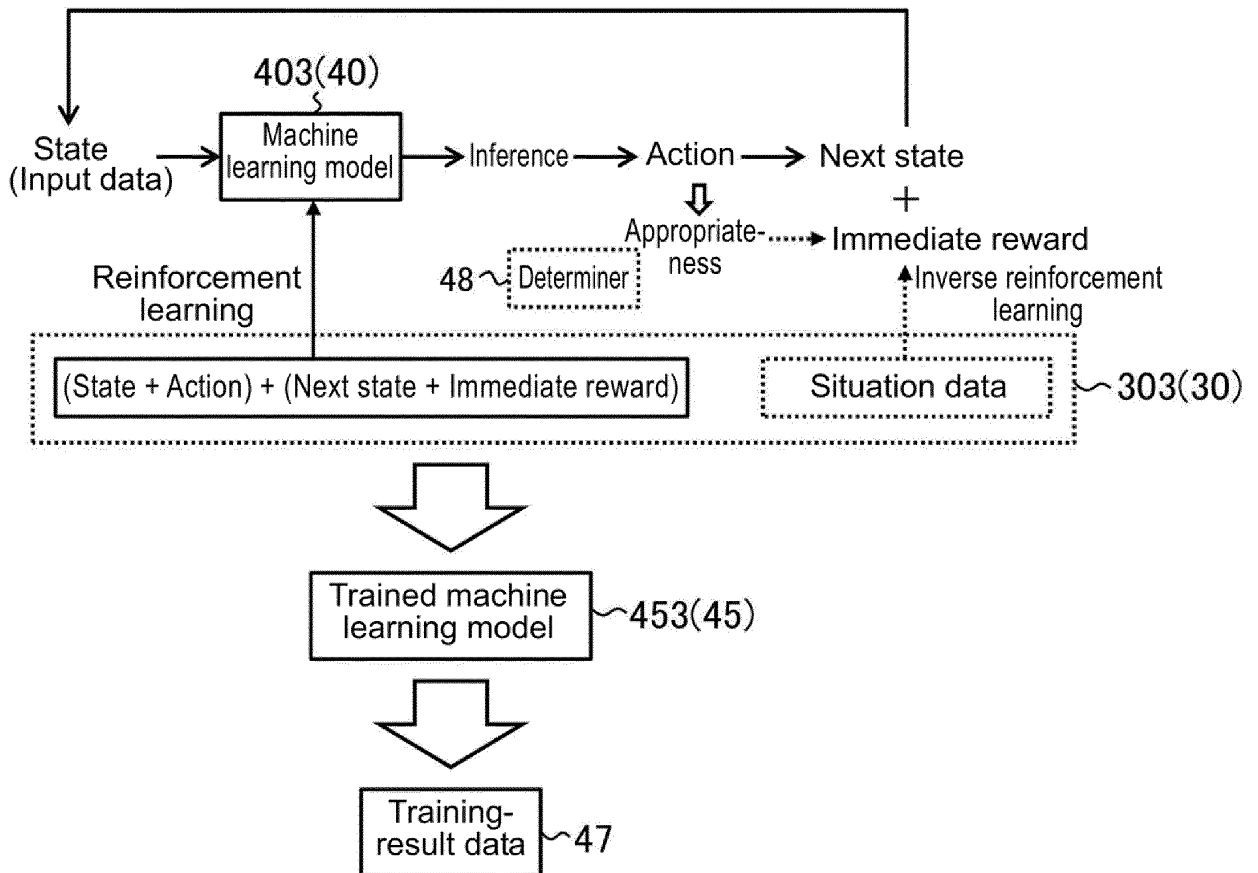 403(40)
State
(Input data)
Machine
learning model
Inference
Action
Next state
+
Immediate reward
Appropriate-
ness
48
Determiner
Reinforcement
learning
Inverse reinforcement
learning
(State + Action) + (Next state + Immediate reward)
Situation data
303(30)
Trained machine
learning model
453(45)
Training-
result data
47